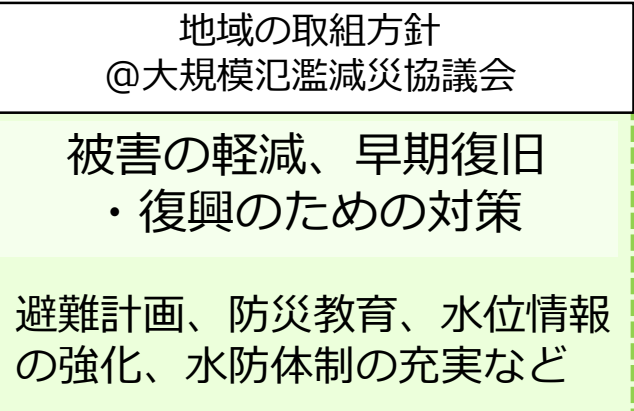 地域の取組方針
@大規模氾濫減災協議会
被害の軽減、早期復旧
・復興のための対策
避難計画、防災教育、水位情報
の強化、水防体制の充実など